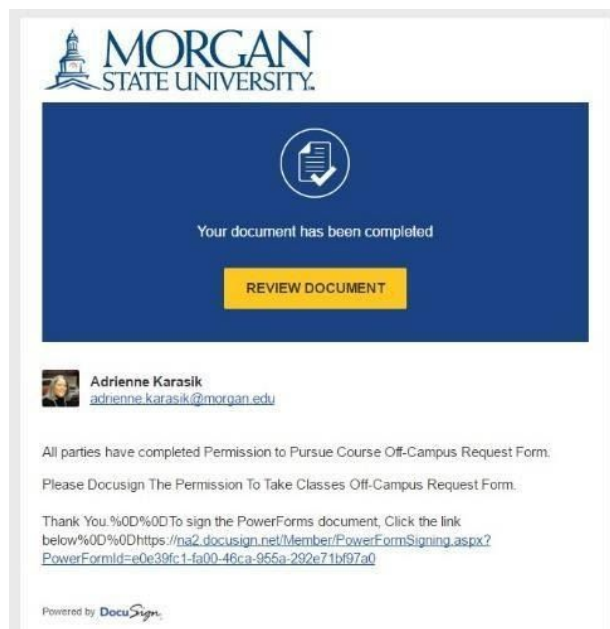 MORGAN
STATE UNIVERSITY.
Your document has been completed
REVIEW DOCUMENT
Adrienne Karasik
adrienne.karasik@morgan.edu
All parties have completed Permission to Pursue Course Off-Campus Request Form.
Please Docusign The Permission To Take Classes Off-Campus Request Form.
Thank You.%0D%0DTo sign the PowerForms document, Click the link
below%0D%0Dhttps://na2.docusign.net/Member/PowerFormSigning.aspx?
PowerFormId=e0e39fc1-fa00-46ca-955a-292e71bf97a0
Powered by DocuSign